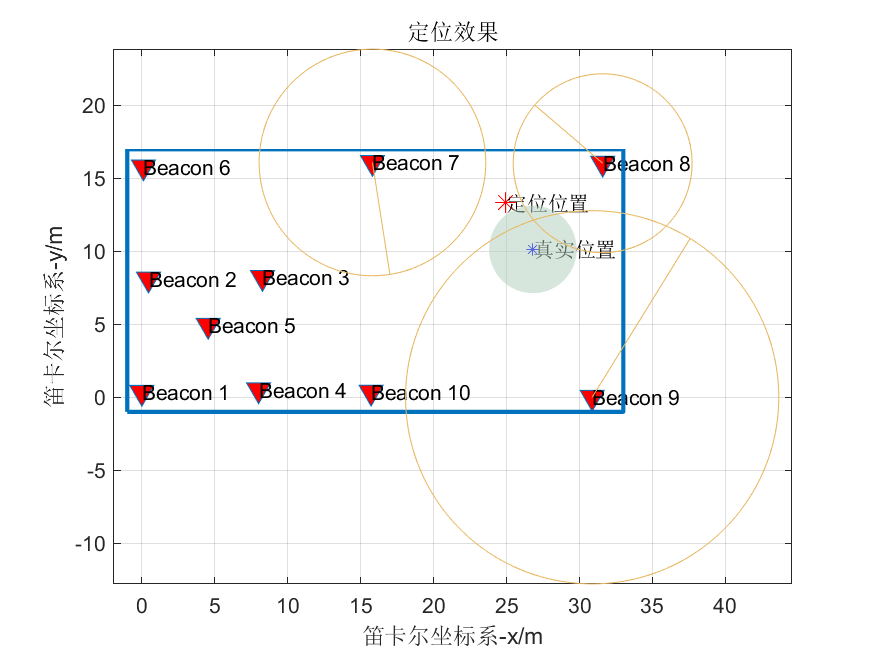 定位效果
20
15
10
5
0
-5
-10
笛卡尔坐标系-y/m
Beacon 7
Beacon 8
Beacon 6
定位位置
真实位置
Beacon 2
Beacon 3
Beacon 5
Beacon 1
Beacon 4
Beacon 10
Beacon 9
0
5
10
15
20
25
30
35
40
笛卡尔坐标系-x/m